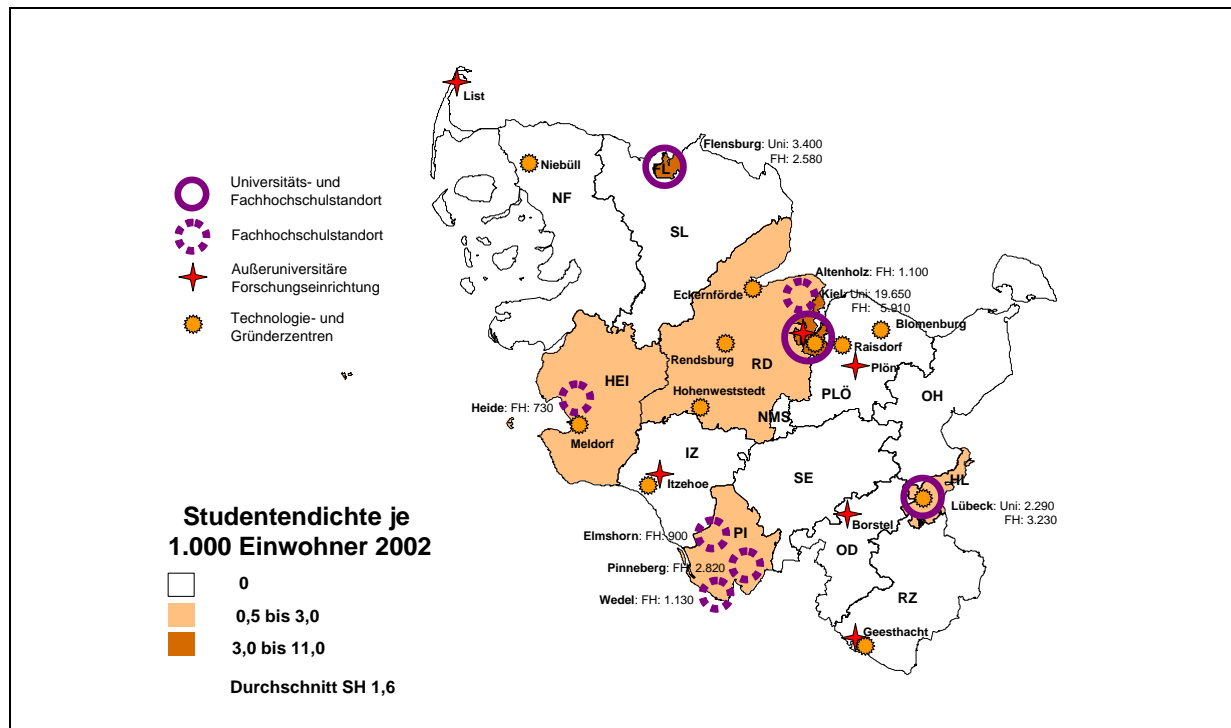 List
Flensburg: Uni: 3.400
FH: 2.580
Niebüll
FL
Universitäts- und
Fachhochschulstandort
NF
SL
Fachhochschulstandort
Außeruniversitäre
Forschungseinrichtung
Altenholz: FH: 1.100
Eckernförde
Kiel: Uni: 19.650
FH: 5.910
Technologie- und
Gründerzentren
Blomenburg
Raisdorf
Rendsburg
RD
Plön
HEI
Hohenweststedt
PLÖ
OH
Heide: FH: 730
NMS
Meldorf
IZ
SE
HL
Itzehoe
Lübeck: Uni: 2.290
FH: 3.230
Studentendichte je
1.000 Einwohner 2002
Borstel
Elmshorn: FH: 900
PI
OD
Pinneberg: FH: 2.820
0
Wedel: FH: 1.130
RZ
0,5 bis 3,0
Geesthacht
3,0 bis 11,0
Durchschnitt SH 1,6